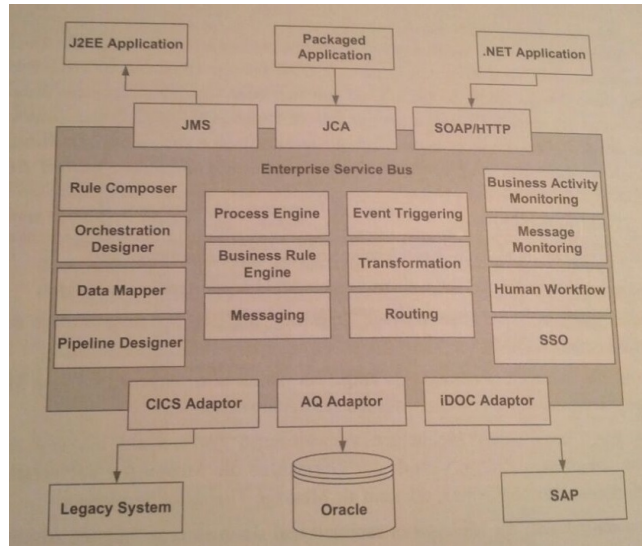 J2EE Application
Packaged
Application
.NET Application
JMS
JCA
SOAP/HTTP
Enterprise Service Bus
Rule Composer
Orchestration
Designer
Data Mapper
Pipeline Designer
Process Engine
Business Rule
Engine
Messaging
Event Triggering
Transformation
Routing
Business Activity
Monitoring
Message
Monitoring
Human Workflow
SSO
CICS Adaptor
AQ Adaptor
iDOC Adaptor
Legacy System
Oracle
SAP